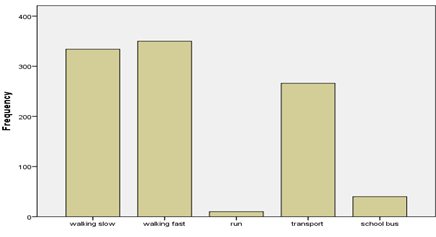 400
300
200
100
0
Frequency
walking slow
walking fast
run
transport
school bus